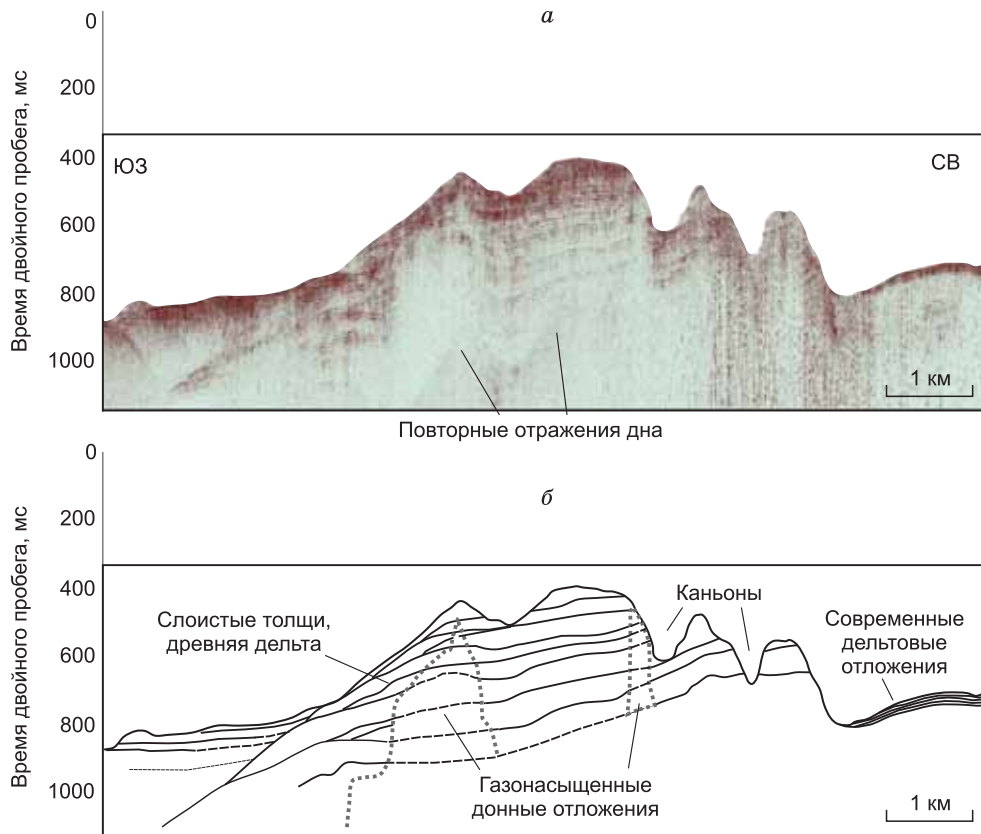 а
Время двойного пробега, мс
0
200
400
600
800
1000
ЮЗ
СВ
1 км
Повторные отражения дна
б
Время двойного пробега, мс
0
200
400
600
800
1000
Слоистые толщи,
древняя дельта
Каньоны
Современные
дельтовые
отложения
Газонасыщенные
донные отложения
1 км